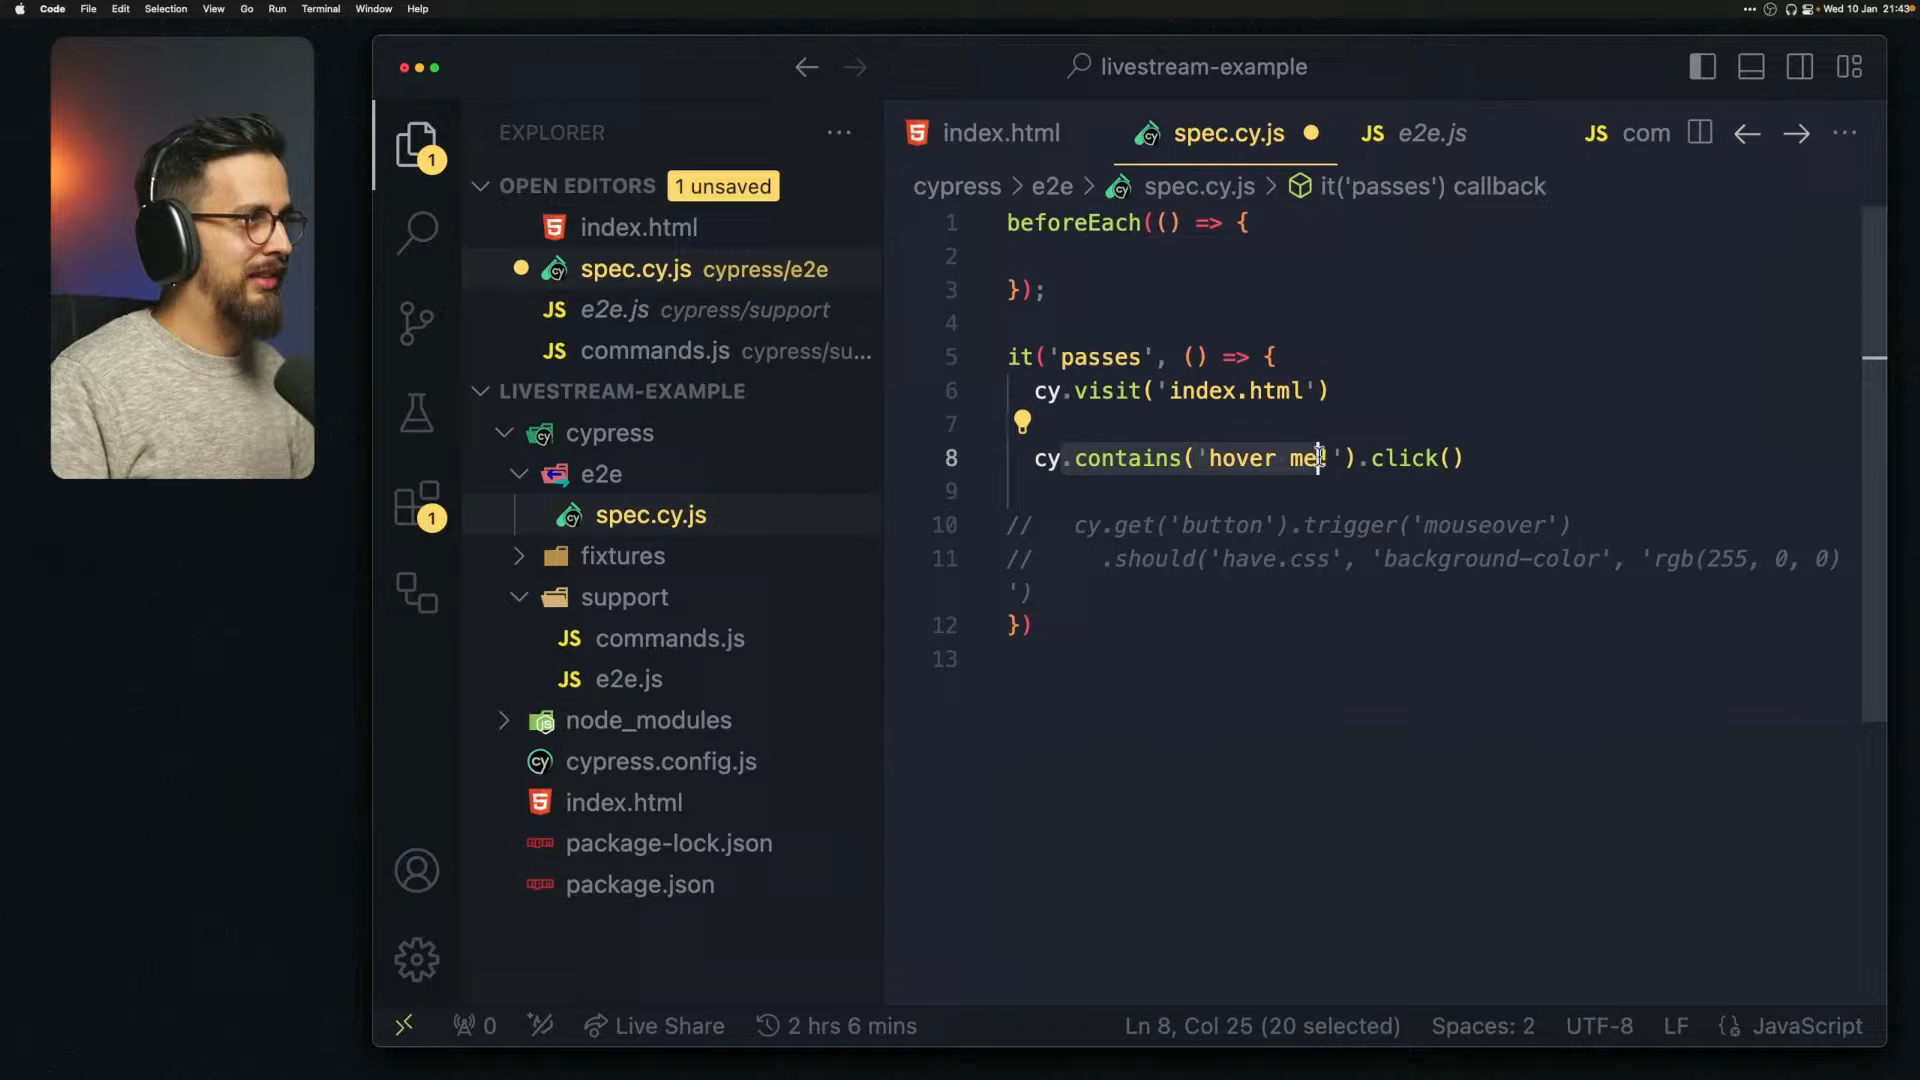 Code File Edit Selection View Go Run Terminal Window Help
Wed 10 Jan 21:43
livestream-example
EXPLORER
OPEN EDITORS 1 unsaved
index.html
spec.cy.js cypress/e2e
e2e.js cypress/support
commands.js cypress/su...
LIVESTREAM-EXAMPLE
cypress
e2e
spec.cy.js
fixtures
support
JS commands.js
JS e2e.js
node_modules
cypress.config.js
index.html
package-lock.json
package.json
1
1
index.html spec.cy.js JS e2e.js JS com
cypress > e2e > spec.cy.js > it('passes') callback
1 beforeEach(() => {
2
3 });
4
5 it('passes', () => {
6 cy.visit('index.html')
7
8 cy.contains('hover me!').click()
9
10 // cy.get('button').trigger('mouseover')
11 // .should('have.css', 'background-color', 'rgb(255, 0, 0)
')
12 })
13
0 Live Share 2 hrs 6 mins Ln 8, Col 25 (20 selected) Spaces: 2 UTF-8 LF JavaScript